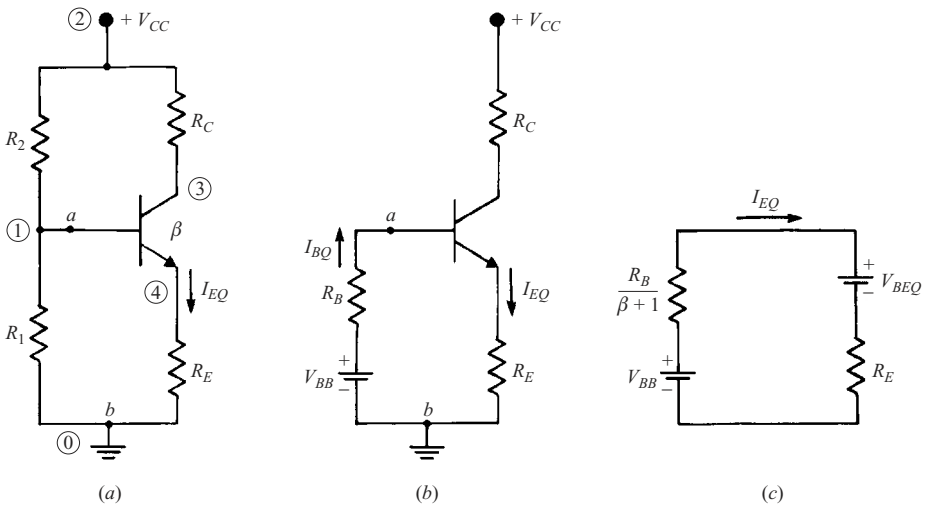 ② + V_CC
R_2
R_C
③
① a
β
④
I_EQ
R_1
R_E
b
⓪
(a)
+ V_CC
R_C
a
I_BQ
R_B
I_EQ
+
V_BB
−
R_E
b
(b)
I_EQ
R_B
β + 1
+
V_BEQ
−
+
V_BB
−
R_E
(c)